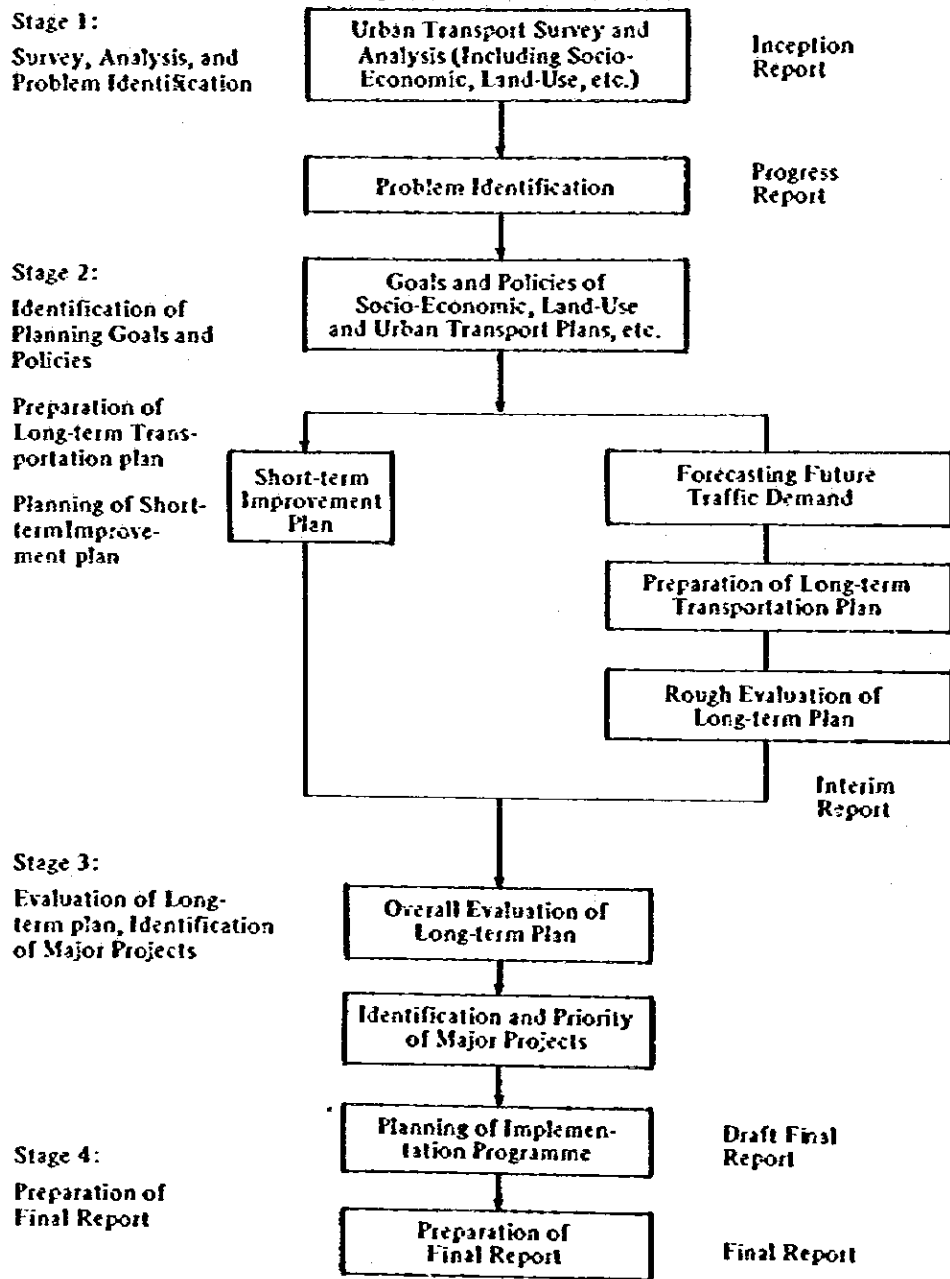 Stage 1:
Survey, Analysis, and
Problem Identification
Urban Transport Survey and
Analysis (Including Socio-
Economic, Land-Use, etc.)
Inception
Report
Problem Identification
Progress
Report
Stage 2:
Identification of
Planning Goals and
Policies
Preparation of
Long-term Trans-
portation plan
Planning of Short-
termImprove-
ment plan
Goals and Policies of
Socio-Economic, Land-Use
and Urban Transport Plans, etc.
Short-term
Improvement
Plan
Forecasting Future
Traffic Demand
Preparation of Long-term
Transportation Plan
Rough Evaluation of
Long-term Plan
Interim
Report
Stage 3:
Evaluation of Long-
term plan, Identification
of Major Projects
Overall Evaluation of
Long-term Plan
Identification and Priority
of Major Projects
Planning of Implemen-
tation Programme
Draft Final
Report
Stage 4:
Preparation of
Final Report
Preparation of
Final Report
Final Report